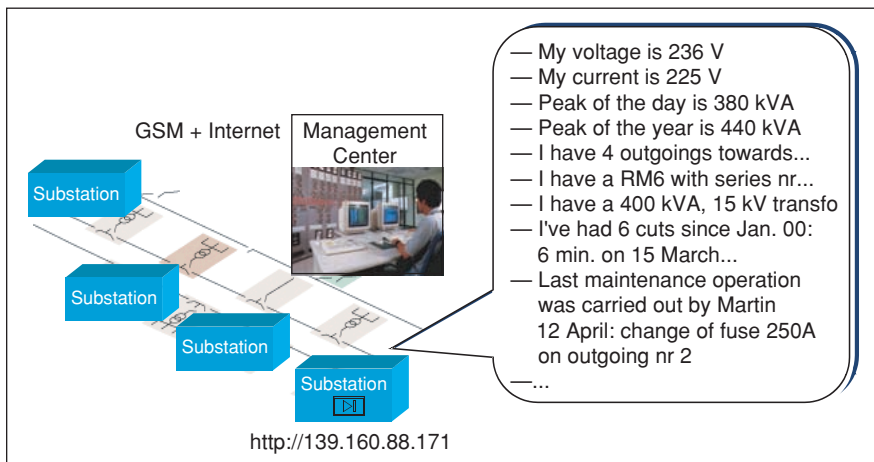 GSM + Internet
Management
Center
Substation
Substation
Substation
Substation
http://139.160.88.171
— My voltage is 236 V
— My current is 225 V
— Peak of the day is 380 kVA
— Peak of the year is 440 kVA
— I have 4 outgoings towards...
— I have a RM6 with series nr...
— I have a 400 kVA, 15 kV transfo
— I've had 6 cuts since Jan. 00:
6 min. on 15 March...
— Last maintenance operation
was carried out by Martin
12 April: change of fuse 250A
on outgoing nr 2
—...